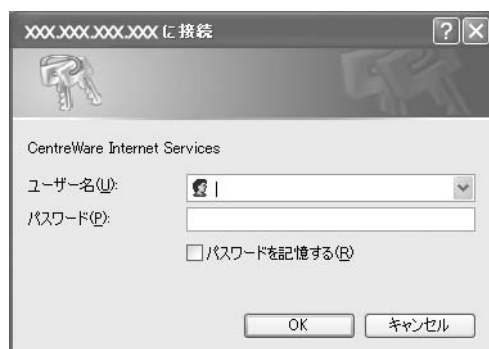 XXX.XXX.XXX.XXX に接続
CentreWare Internet Services
ユーザー名(U):
パスワード(P):
パスワードを記憶する(R)
OK キャンセル